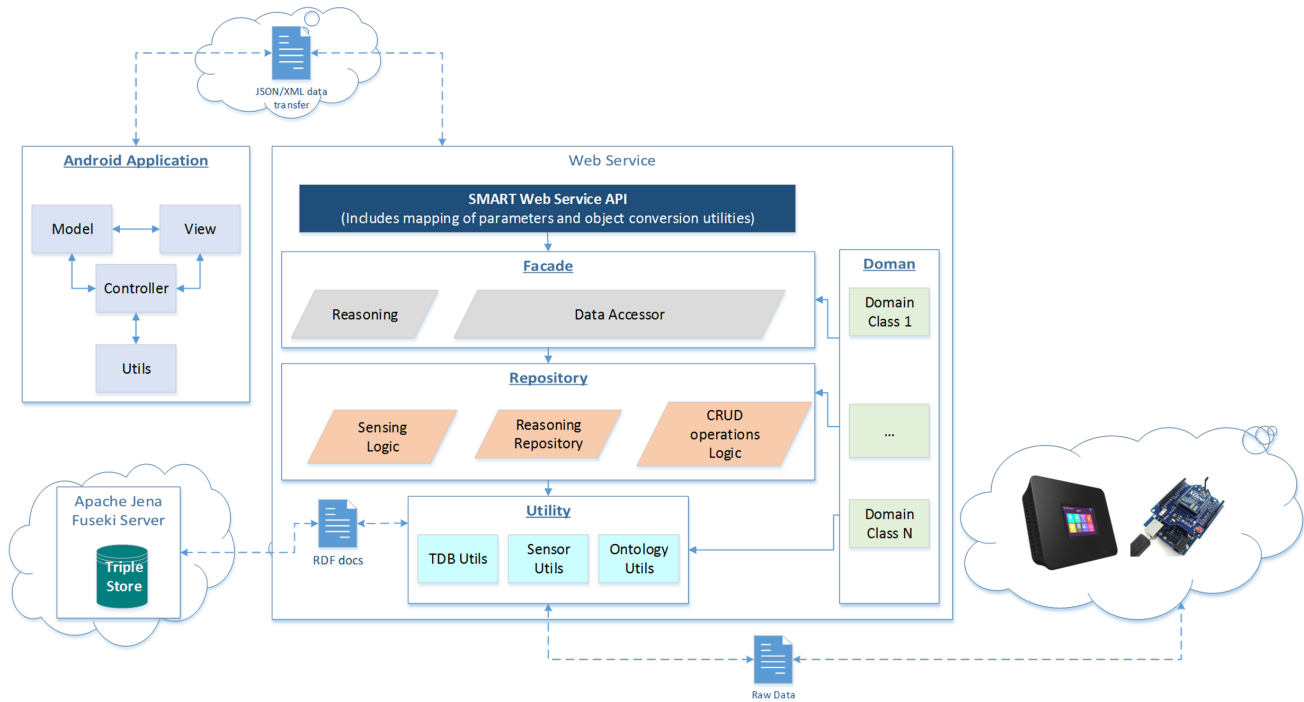 JSON/XML data
transfer
Android Application
Model
View
Controller
Utils
Web Service
SMART Web Service API
(Includes mapping of parameters and object conversion utilities)
Facade
Reasoning
Data Accessor
Repository
Sensing
Logic
Reasoning
Repository
CRUD
operations
Logic
Utility
TDB Utils
Sensor
Utils
Ontology
Utils
Doman
Domain
Class 1
...
Domain
Class N
Apache Jena
Fuseki Server
Triple
Store
RDF docs
Raw Data